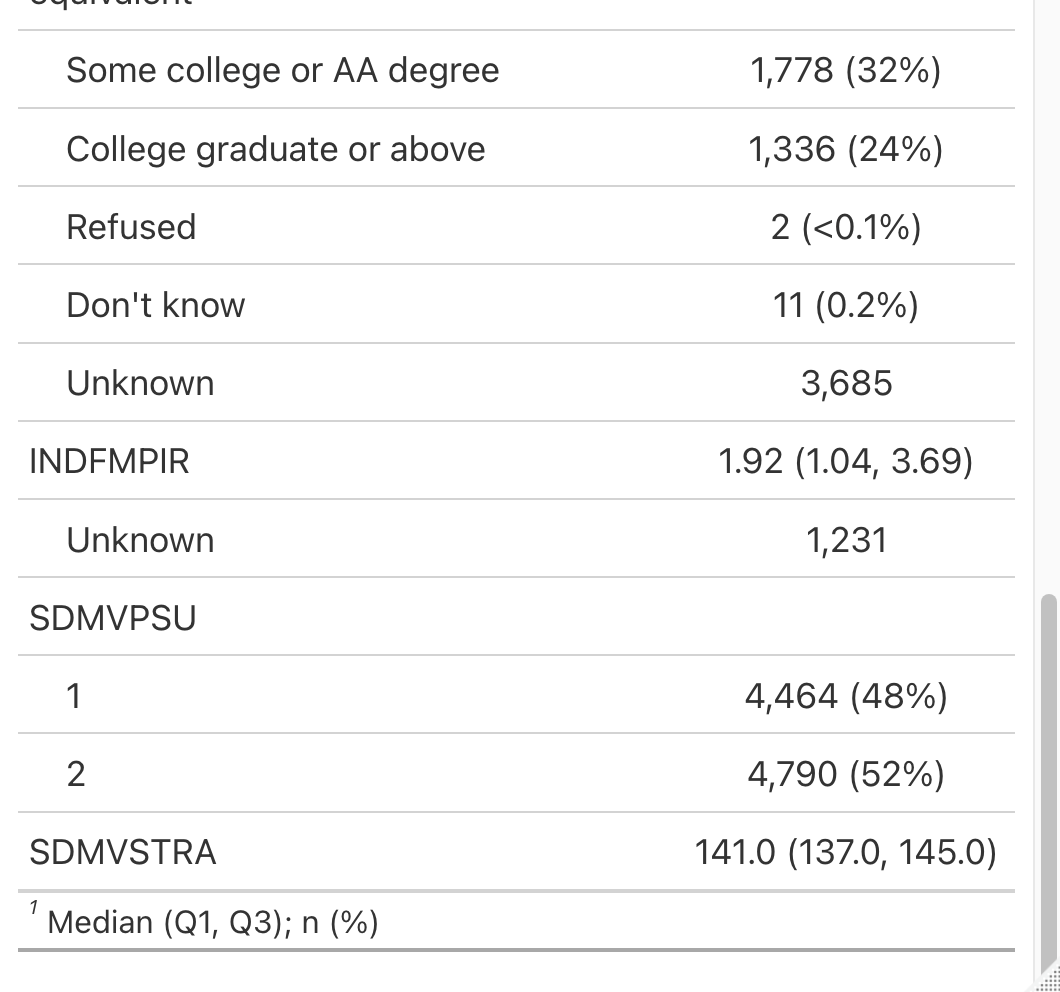 equivalent
Some college or AA degree 1,778 (32%)
College graduate or above 1,336 (24%)
Refused 2 (<0.1%)
Don't know 11 (0.2%)
Unknown 3,685
INDFMPIR 1.92 (1.04, 3.69)
Unknown 1,231
SDMVPSU
1 4,464 (48%)
2 4,790 (52%)
SDMVSTRA 141.0 (137.0, 145.0)
1 Median (Q1, Q3); n (%)